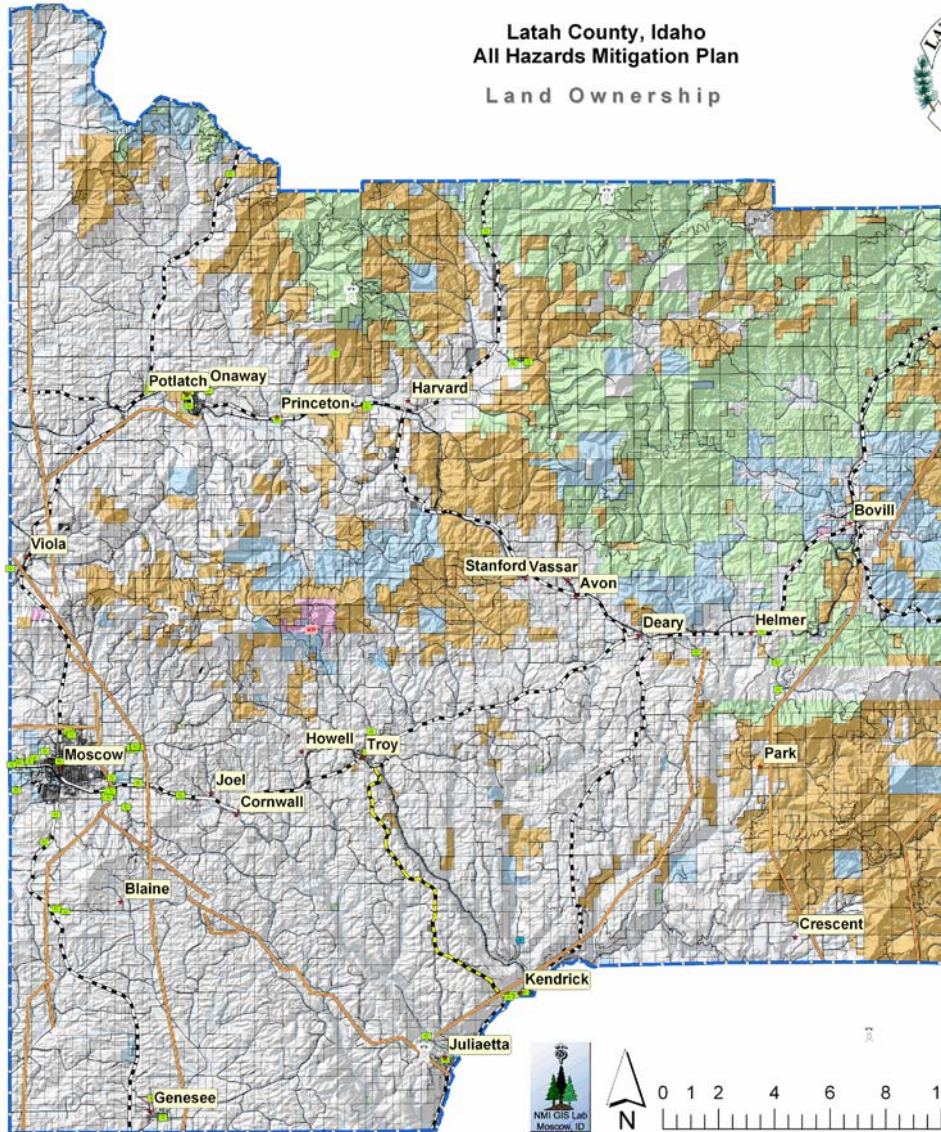 Latah County, Idaho
All Hazards Mitigation Plan
Land Ownership
LA
Potlatch
Onaway
Princeton
Harvard
Bovill
Viola
Stanford
Vassar
Avon
Deary
Helmer
Moscow
Howell
Troy
Park
Joel
Cornwall
Blaine
Crescent
Kendrick
Juliaetta
Genesee
NMI GIS Lab
Moscow, ID
N
0 1 2 4 6 8